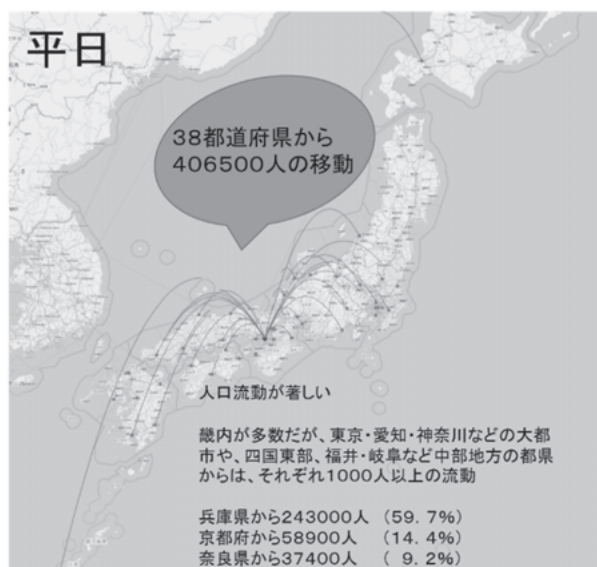 平日
38都道府県から
406500人の移動
人口流動が著しい
畿内が多数だが、東京・愛知・神奈川などの大都
市や、四国東部、福井・岐阜など中部地方の都県
からは、それぞれ1000人以上の流動
兵庫県から243000人 （59. 7%）
京都府から58900人 （14. 4%）
奈良県から37400人 （ 9. 2%）